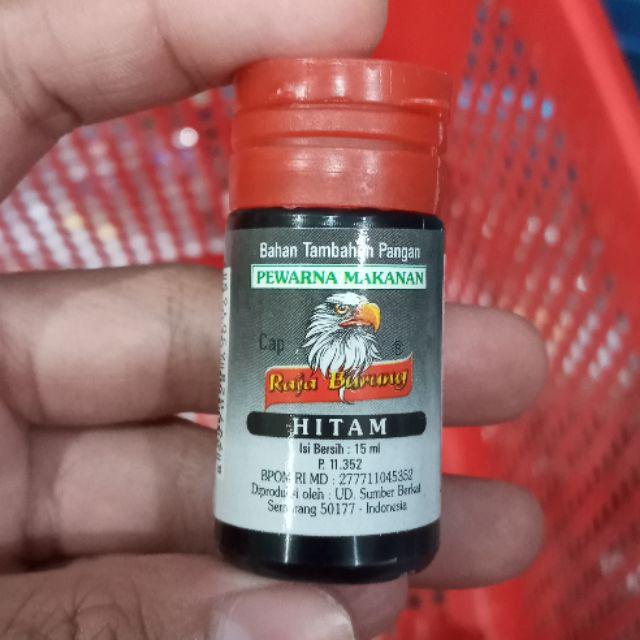 Bahan Tambahan Pangan
PEWARNA MAKANAN
Cap
®
Raja Burung
HITAM
Isi Bersih : 15 ml
P. 11.352
BPOM RI MD : 277711045352
Diproduksi oleh : UD. Sumber Berkat
Semarang 50177 - Indonesia